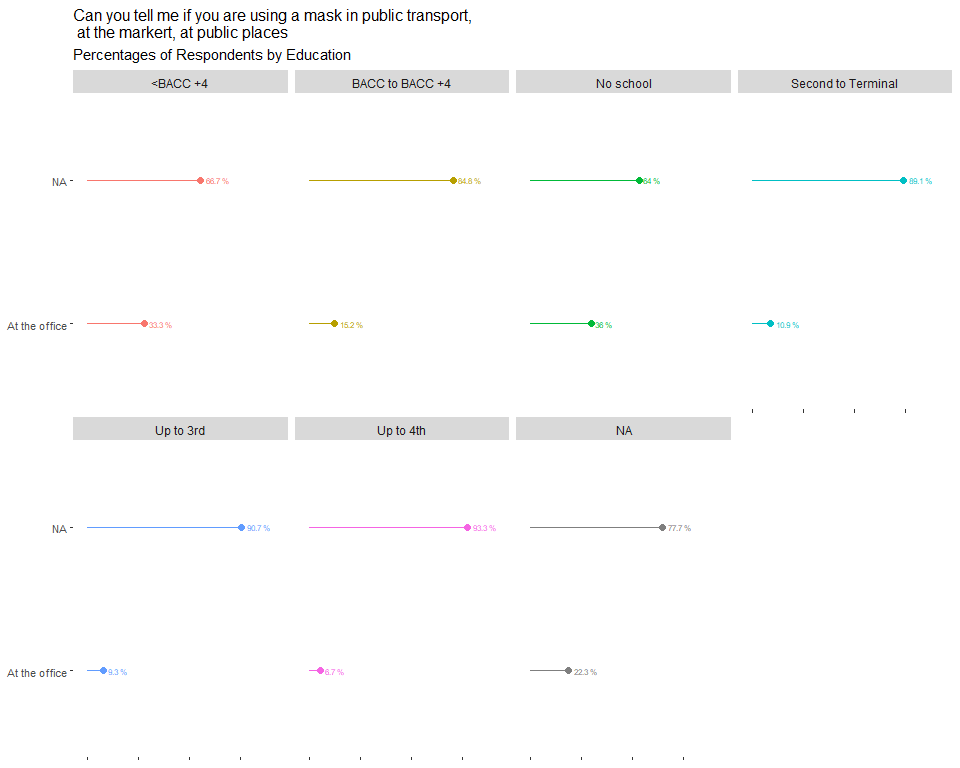 Can you tell me if you are using a mask in public transport,
at the markert, at public places
Percentages of Respondents by Education
<BACC +4
BACC to BACC +4
No school
Second to Terminal
NA
66.7 %
84.8 %
64 %
89.1 %
At the office
33.3 %
15.2 %
36 %
10.9 %
Up to 3rd
Up to 4th
NA
NA
90.7 %
93.3 %
77.7 %
At the office
9.3 %
6.7 %
22.3 %